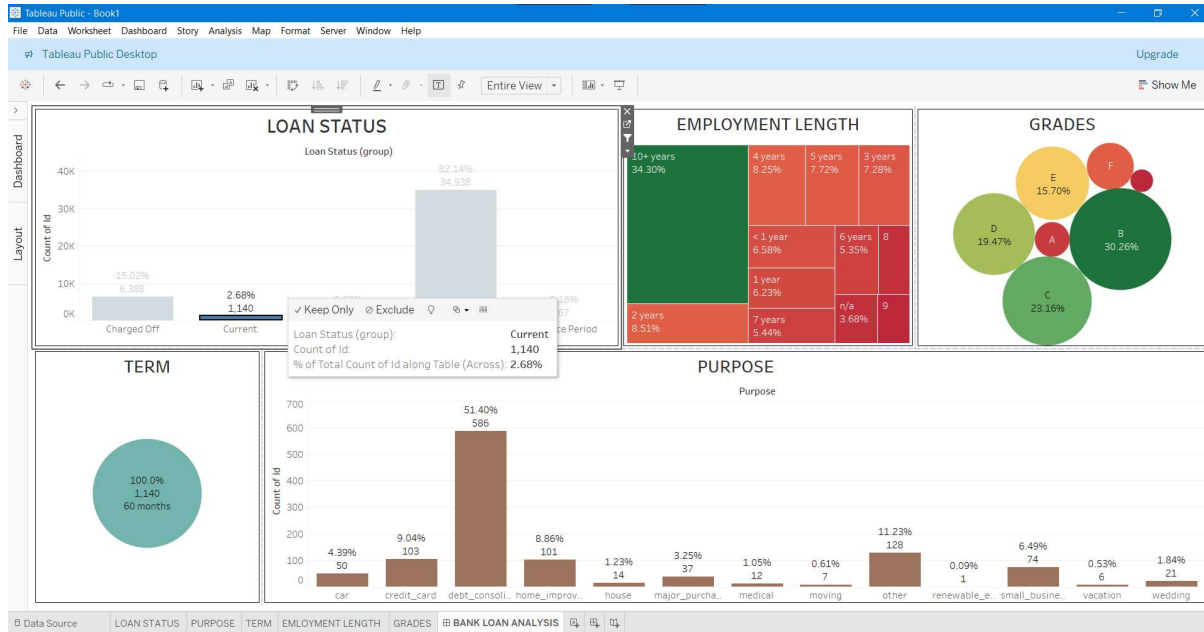 Tableau Public - Book1
File Data Worksheet Dashboard Story Analysis Map Format Server Window Help
Tableau Public Desktop
Upgrade
Entire View
Show Me
Dashboard
Layout
LOAN STATUS
Loan Status (group)
Count of Id
40K
30K
20K
10K
0K
15.02%
6,388
2.68%
1,140
82.14%
34,938
Charged Off
Current
Keep Only Exclude
Loan Status (group): Current
Count of Id: 1,140
% of Total Count of Id along Table (Across): 2.68%
EMPLOYMENT LENGTH
10+ years
34.30%
2 years
8.51%
4 years
8.25%
5 years
7.72%
3 years
7.28%
< 1 year
6.58%
1 year
6.23%
7 years
5.44%
6 years
5.35%
8
n/a
3.68%
9
GRADES
F
E
15.70%
D
19.47%
A
B
30.26%
C
23.16%
TERM
100.0%
1,140
60 months
PURPOSE
Purpose
Count of Id
700
600
500
400
300
200
100
0
4.39%
50
9.04%
103
51.40%
586
8.86%
101
1.23%
14
3.25%
37
1.05%
12
0.61%
7
11.23%
128
0.09%
1
6.49%
74
0.53%
6
1.84%
21
car credit_card debt_consoli.. home_improv.. house major_purcha.. medical moving other renewable_e.. small_busine.. vacation wedding
Data Source LOAN STATUS PURPOSE TERM EMLOYMENT LENGTH GRADES BANK LOAN ANALYSIS